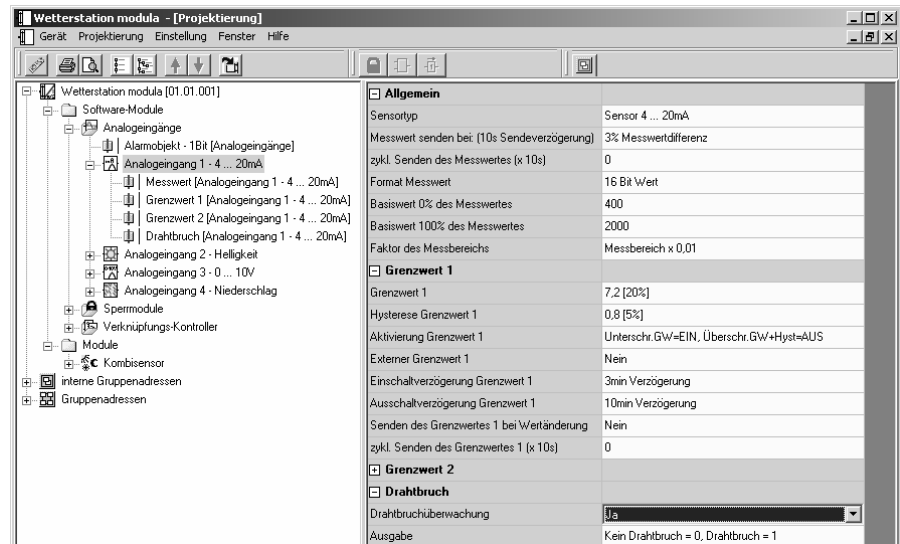 Wetterstation modula - [Projektierung]
Gerät Projektierung Einstellung Fenster Hilfe
Wetterstation modula [01.01.001]
Software-Module
Analogeingänge
Alarmobjekt - 1Bit [Analogeingänge]
Analogeingang 1 - 4 ... 20mA
Messwert [Analogeingang 1 - 4 ... 20mA]
Grenzwert 1 [Analogeingang 1 - 4 ... 20mA]
Grenzwert 2 [Analogeingang 1 - 4 ... 20mA]
Drahtbruch [Analogeingang 1 - 4 ... 20mA]
Analogeingang 2 - Helligkeit
Analogeingang 3 - 0 ... 10V
Analogeingang 4 - Niederschlag
Sperrmodule
Verknüpfungs-Kontroller
Module
Kombisensor
interne Gruppenadressen
Gruppenadressen
Allgemein
Sensortyp Sensor 4 ... 20mA
Messwert senden bei: (10s Sendeverzögerung) 3% Messwertdifferenz
zykl. Senden des Messwertes (x 10s) 0
Format Messwert 16 Bit Wert
Basiswert 0% des Messwertes 400
Basiswert 100% des Messwertes 2000
Faktor des Messbereichs Messbereich x 0,01
Grenzwert 1
Grenzwert 1 7,2 [20%]
Hysterese Grenzwert 1 0,8 [5%]
Aktivierung Grenzwert 1 Unterschr.GW=EIN, Überschr.GW+Hyst=AUS
Externer Grenzwert 1 Nein
Einschaltverzögerung Grenzwert 1 3min Verzögerung
Ausschaltverzögerung Grenzwert 1 10min Verzögerung
Senden des Grenzwertes 1 bei Wertänderung Nein
zykl. Senden des Grenzwertes 1 (x 10s) 0
Grenzwert 2
Drahtbruch
Drahtbruchüberwachung Ja
Ausgabe Kein Drahtbruch = 0, Drahtbruch = 1